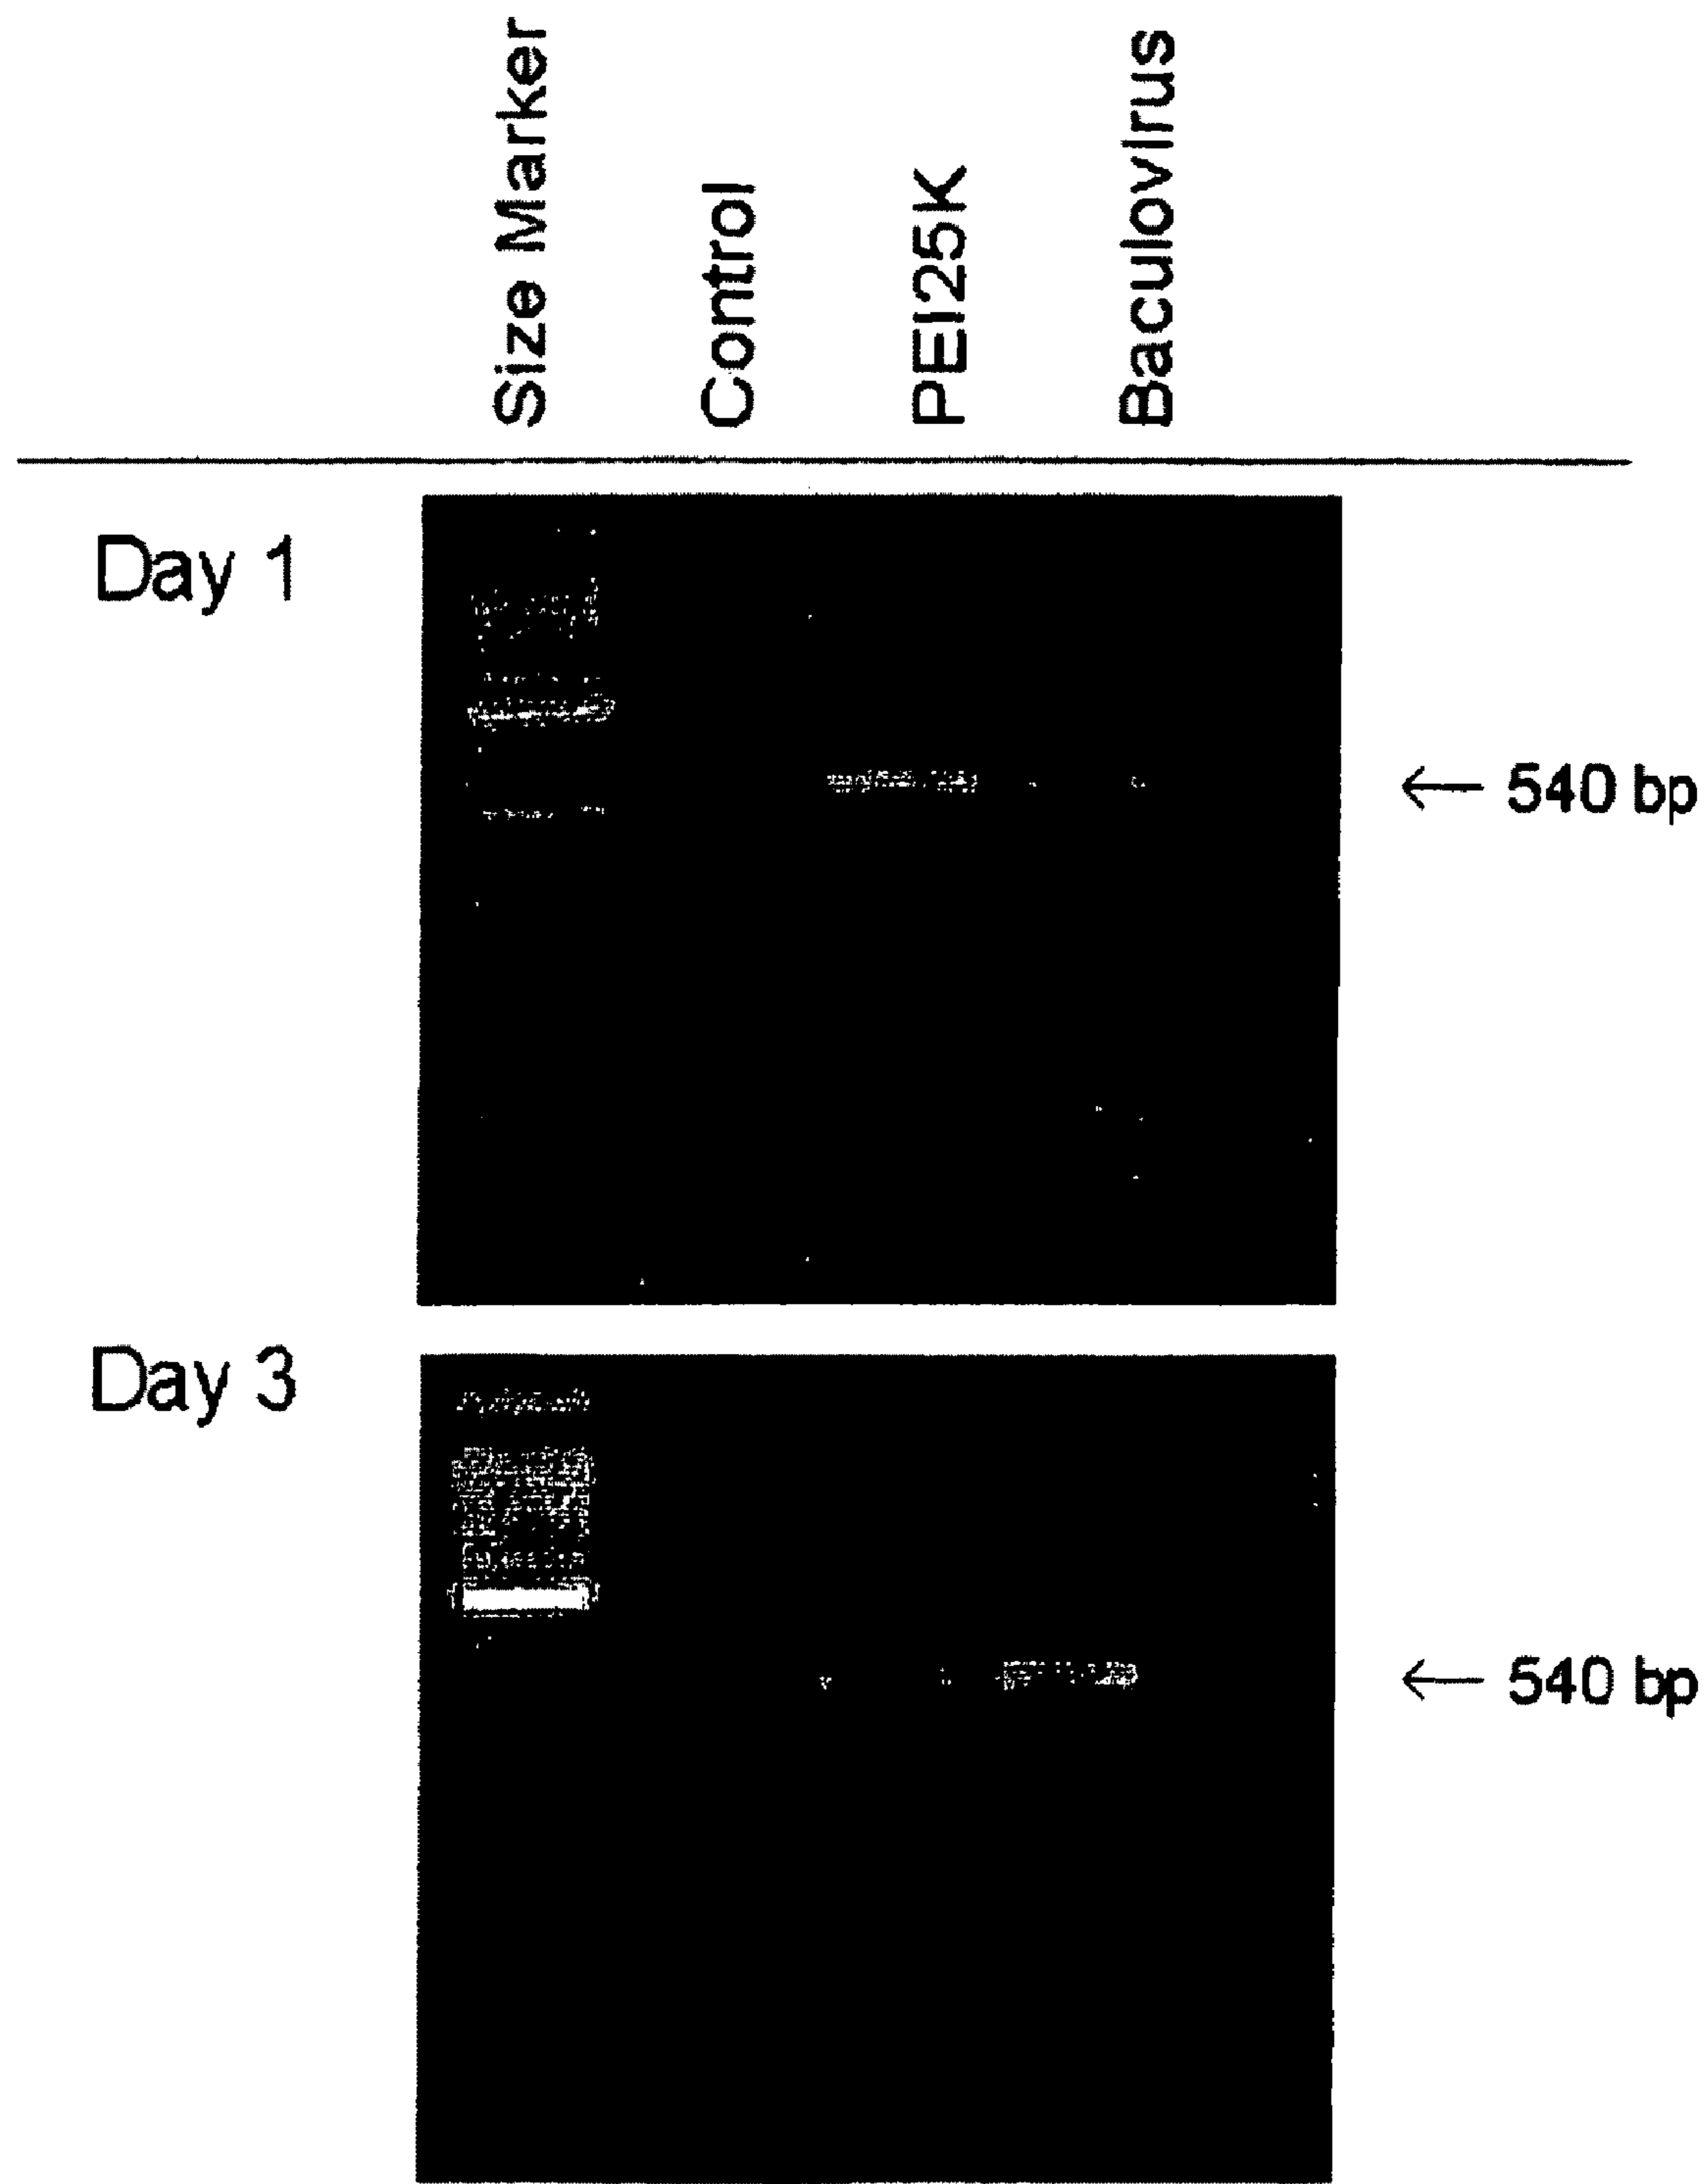 Size Marker
Control
PEI25K
Baculovirus
Day 1
← 540 bp
Day 3
← 540 bp